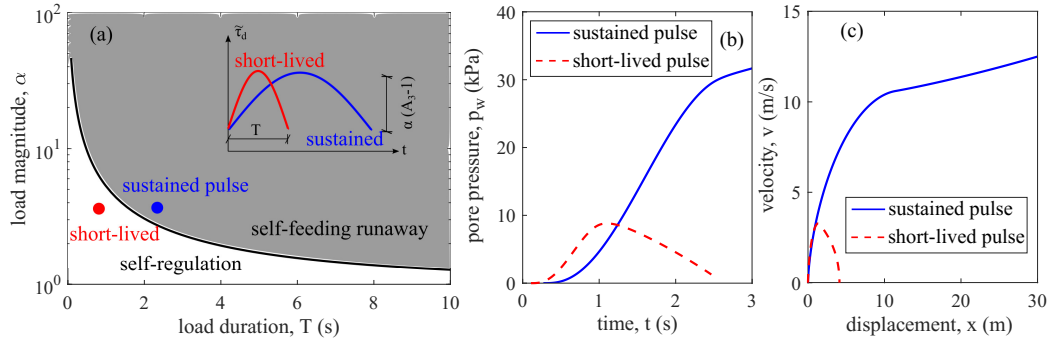 (a)
τ̃d
short-lived
α (A3-1)
T
sustained
t
sustained pulse
short-lived
self-feeding runaway
self-regulation
10^2
10^1
10^0
load magnitude, α
0 2 4 6 8 10
load duration, T (s)
sustained pulse
short-lived pulse
(b)
40
30
20
10
0
pore pressure, pw (kPa)
0 1 2 3
time, t (s)
(c)
sustained pulse
short-lived pulse
15
10
5
0
velocity, v (m/s)
0 10 20 30
displacement, x (m)